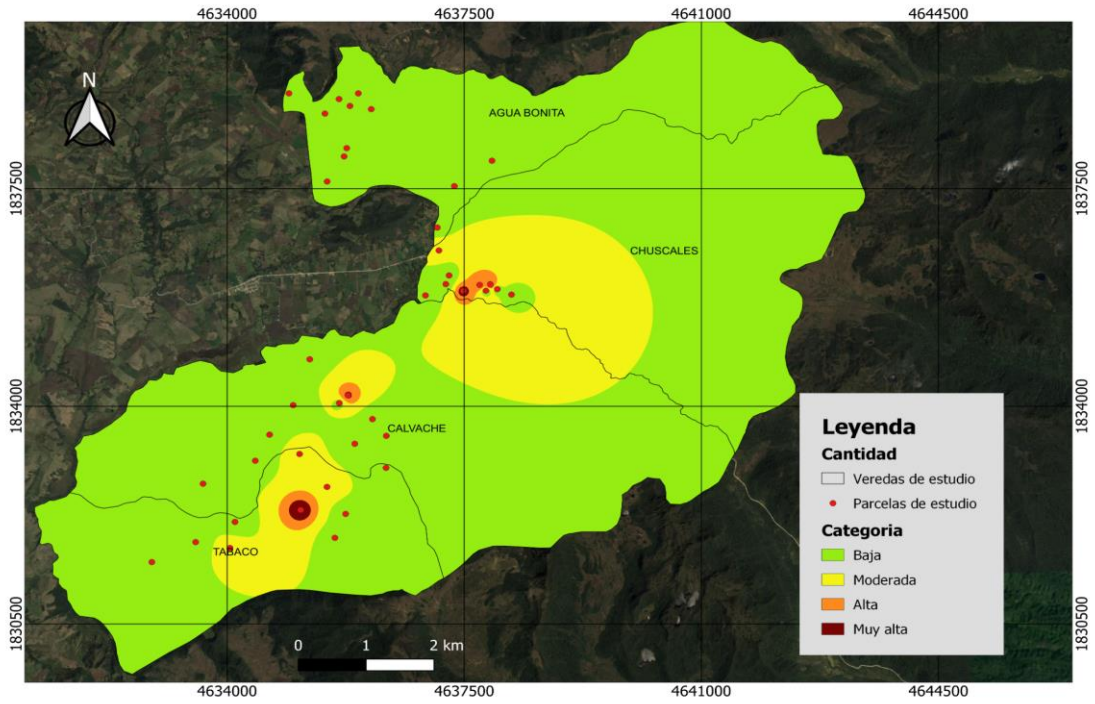 4634000
4637500
4641000
4644500
N
AGUA BONITA
1837500
1837500
CHUSCALES
1834000
1834000
CALVACHE
TABACO
1830500
1830500
0 1 2 km
Leyenda
Cantidad
Veredas de estudio
Parcelas de estudio
Categoria
Baja
Moderada
Alta
Muy alta
4634000
4637500
4641000
4644500